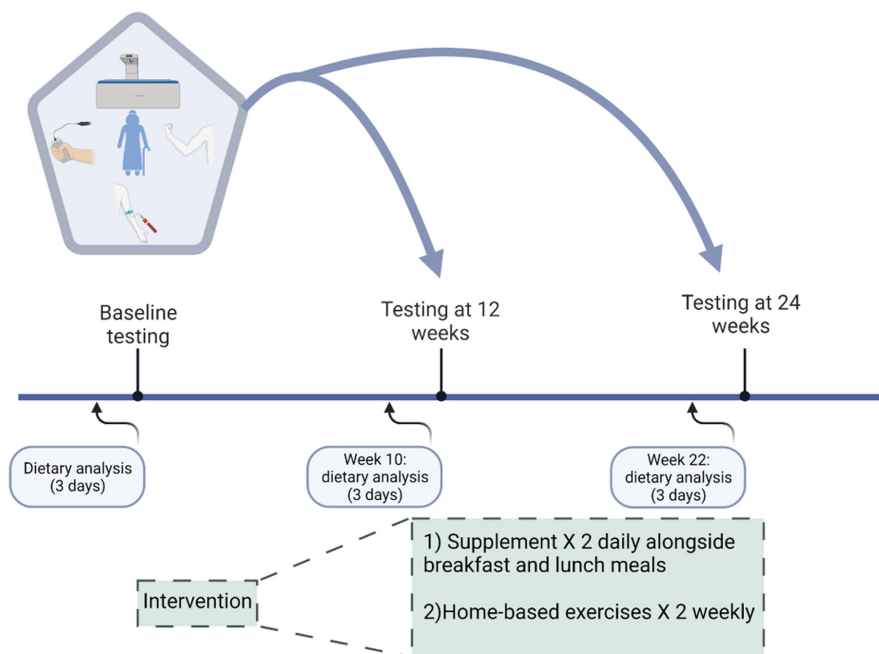 Baseline
testing
Testing at 12
weeks
Testing at 24
weeks
Dietary analysis
(3 days)
Week 10:
dietary analysis
(3 days)
Week 22:
dietary analysis
(3 days)
Intervention
1) Supplement X 2 daily alongside
breakfast and lunch meals
2)Home-based exercises X 2 weekly